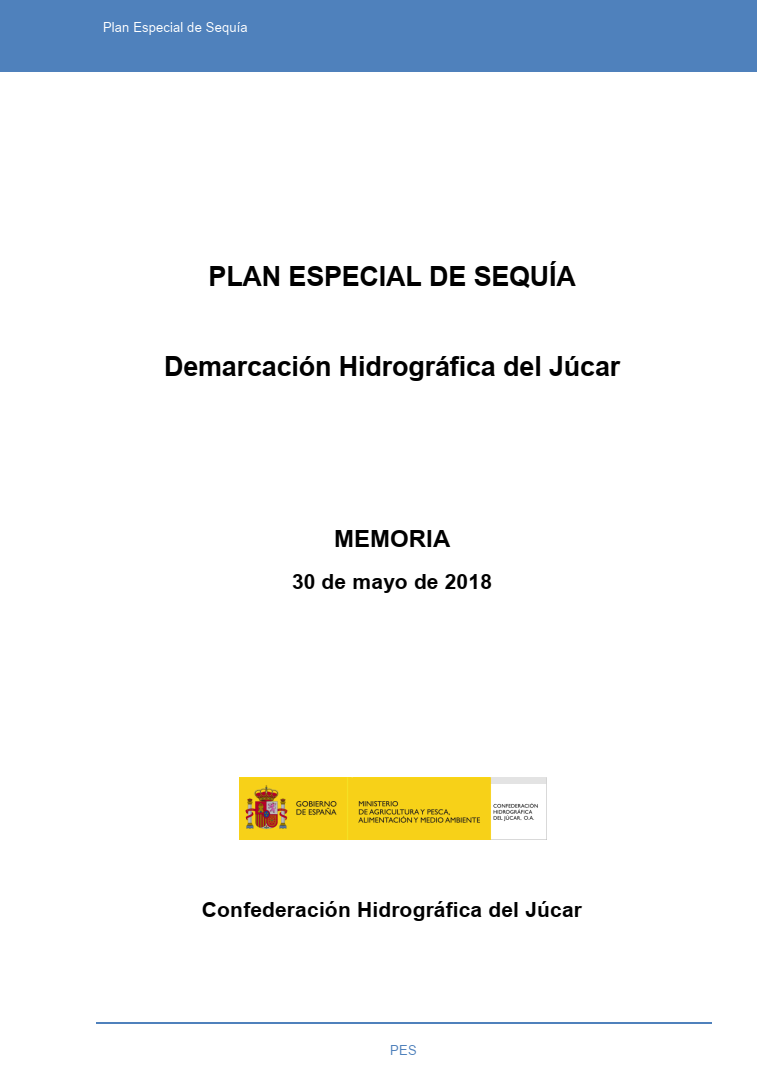 Plan Especial de Sequía
PLAN ESPECIAL DE SEQUÍA
Demarcación Hidrográfica del Júcar
MEMORIA
30 de mayo de 2018
GOBIERNO
DE ESPAÑA
MINISTERIO
DE AGRICULTURA Y PESCA,
ALIMENTACIÓN Y MEDIO AMBIENTE
CONFEDERACIÓN
HIDROGRÁFICA
DEL JÚCAR, O.A.
Confederación Hidrográfica del Júcar
PES